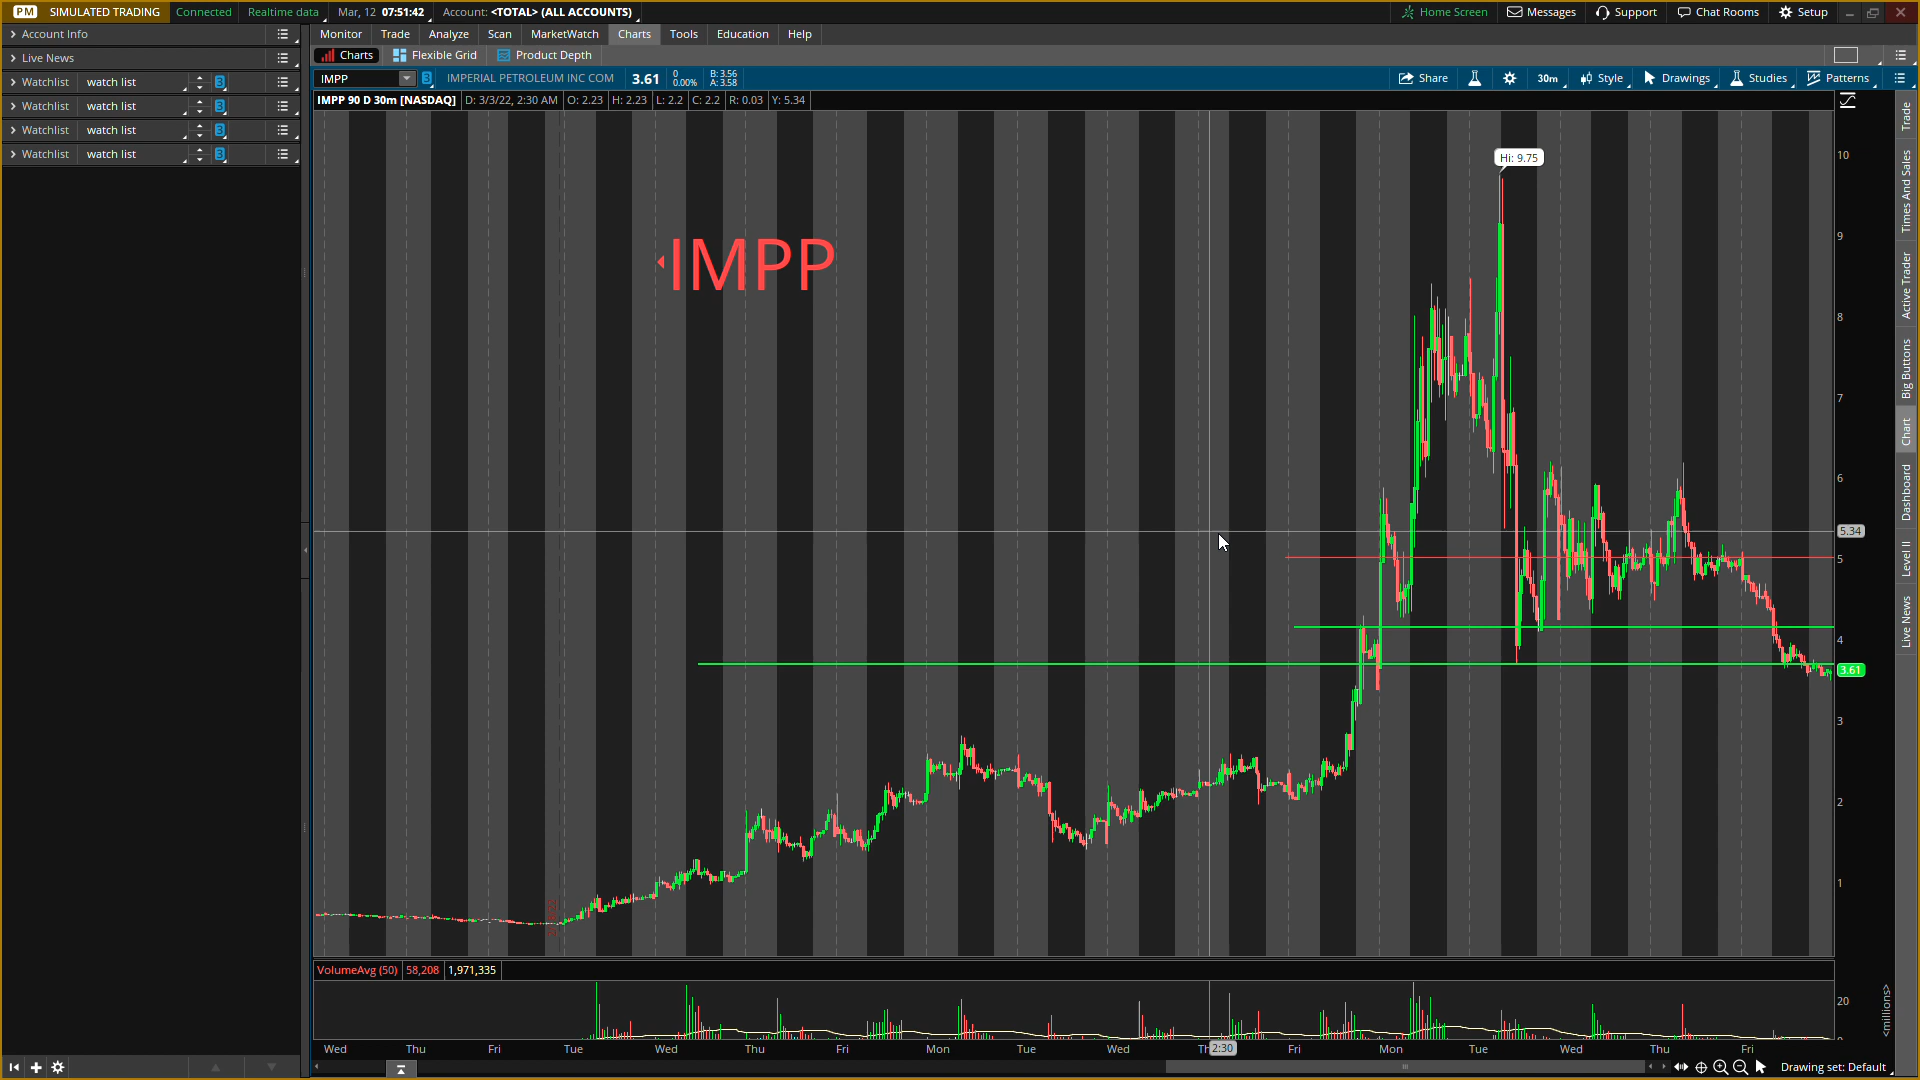 PM SIMULATED TRADING Connected Realtime data Mar, 12 07:51:42 Account: <TOTAL> (ALL ACCOUNTS) Home Screen Messages Support Chat Rooms Setup
Account Info
Live News
Watchlist watch list 3
Watchlist watch list 3
Watchlist watch list 3
Watchlist watch list 3
Monitor Trade Analyze Scan MarketWatch Charts Tools Education Help
Charts Flexible Grid Product Depth
IMPP 3 IMPERIAL PETROLEUM INC COM 3.61 0 0.00% B: 3.56 A: 3.58 Share 30m Style Drawings Studies Patterns
IMPP 90 D 30m [NASDAQ] D: 3/3/22, 2:30 AM O: 2.23 H: 2.23 L: 2.2 C: 2.2 R: 0.03 Y: 5.34
Hi: 9.75
IMPP
10
9
8
7
6
5.34
5
4
3.61
3
2
1
VolumeAvg (50) 58,208 1,971,335
20
0
<millions>
Wed Thu Fri Tue Wed Thu Fri Mon Tue Wed Th 2:30 Fri Mon Tue Wed Thu Fri
Drawing set: Default
Trade
Times And Sales
Active Trader
Big Buttons
Chart
Dashboard
Level II
Live News